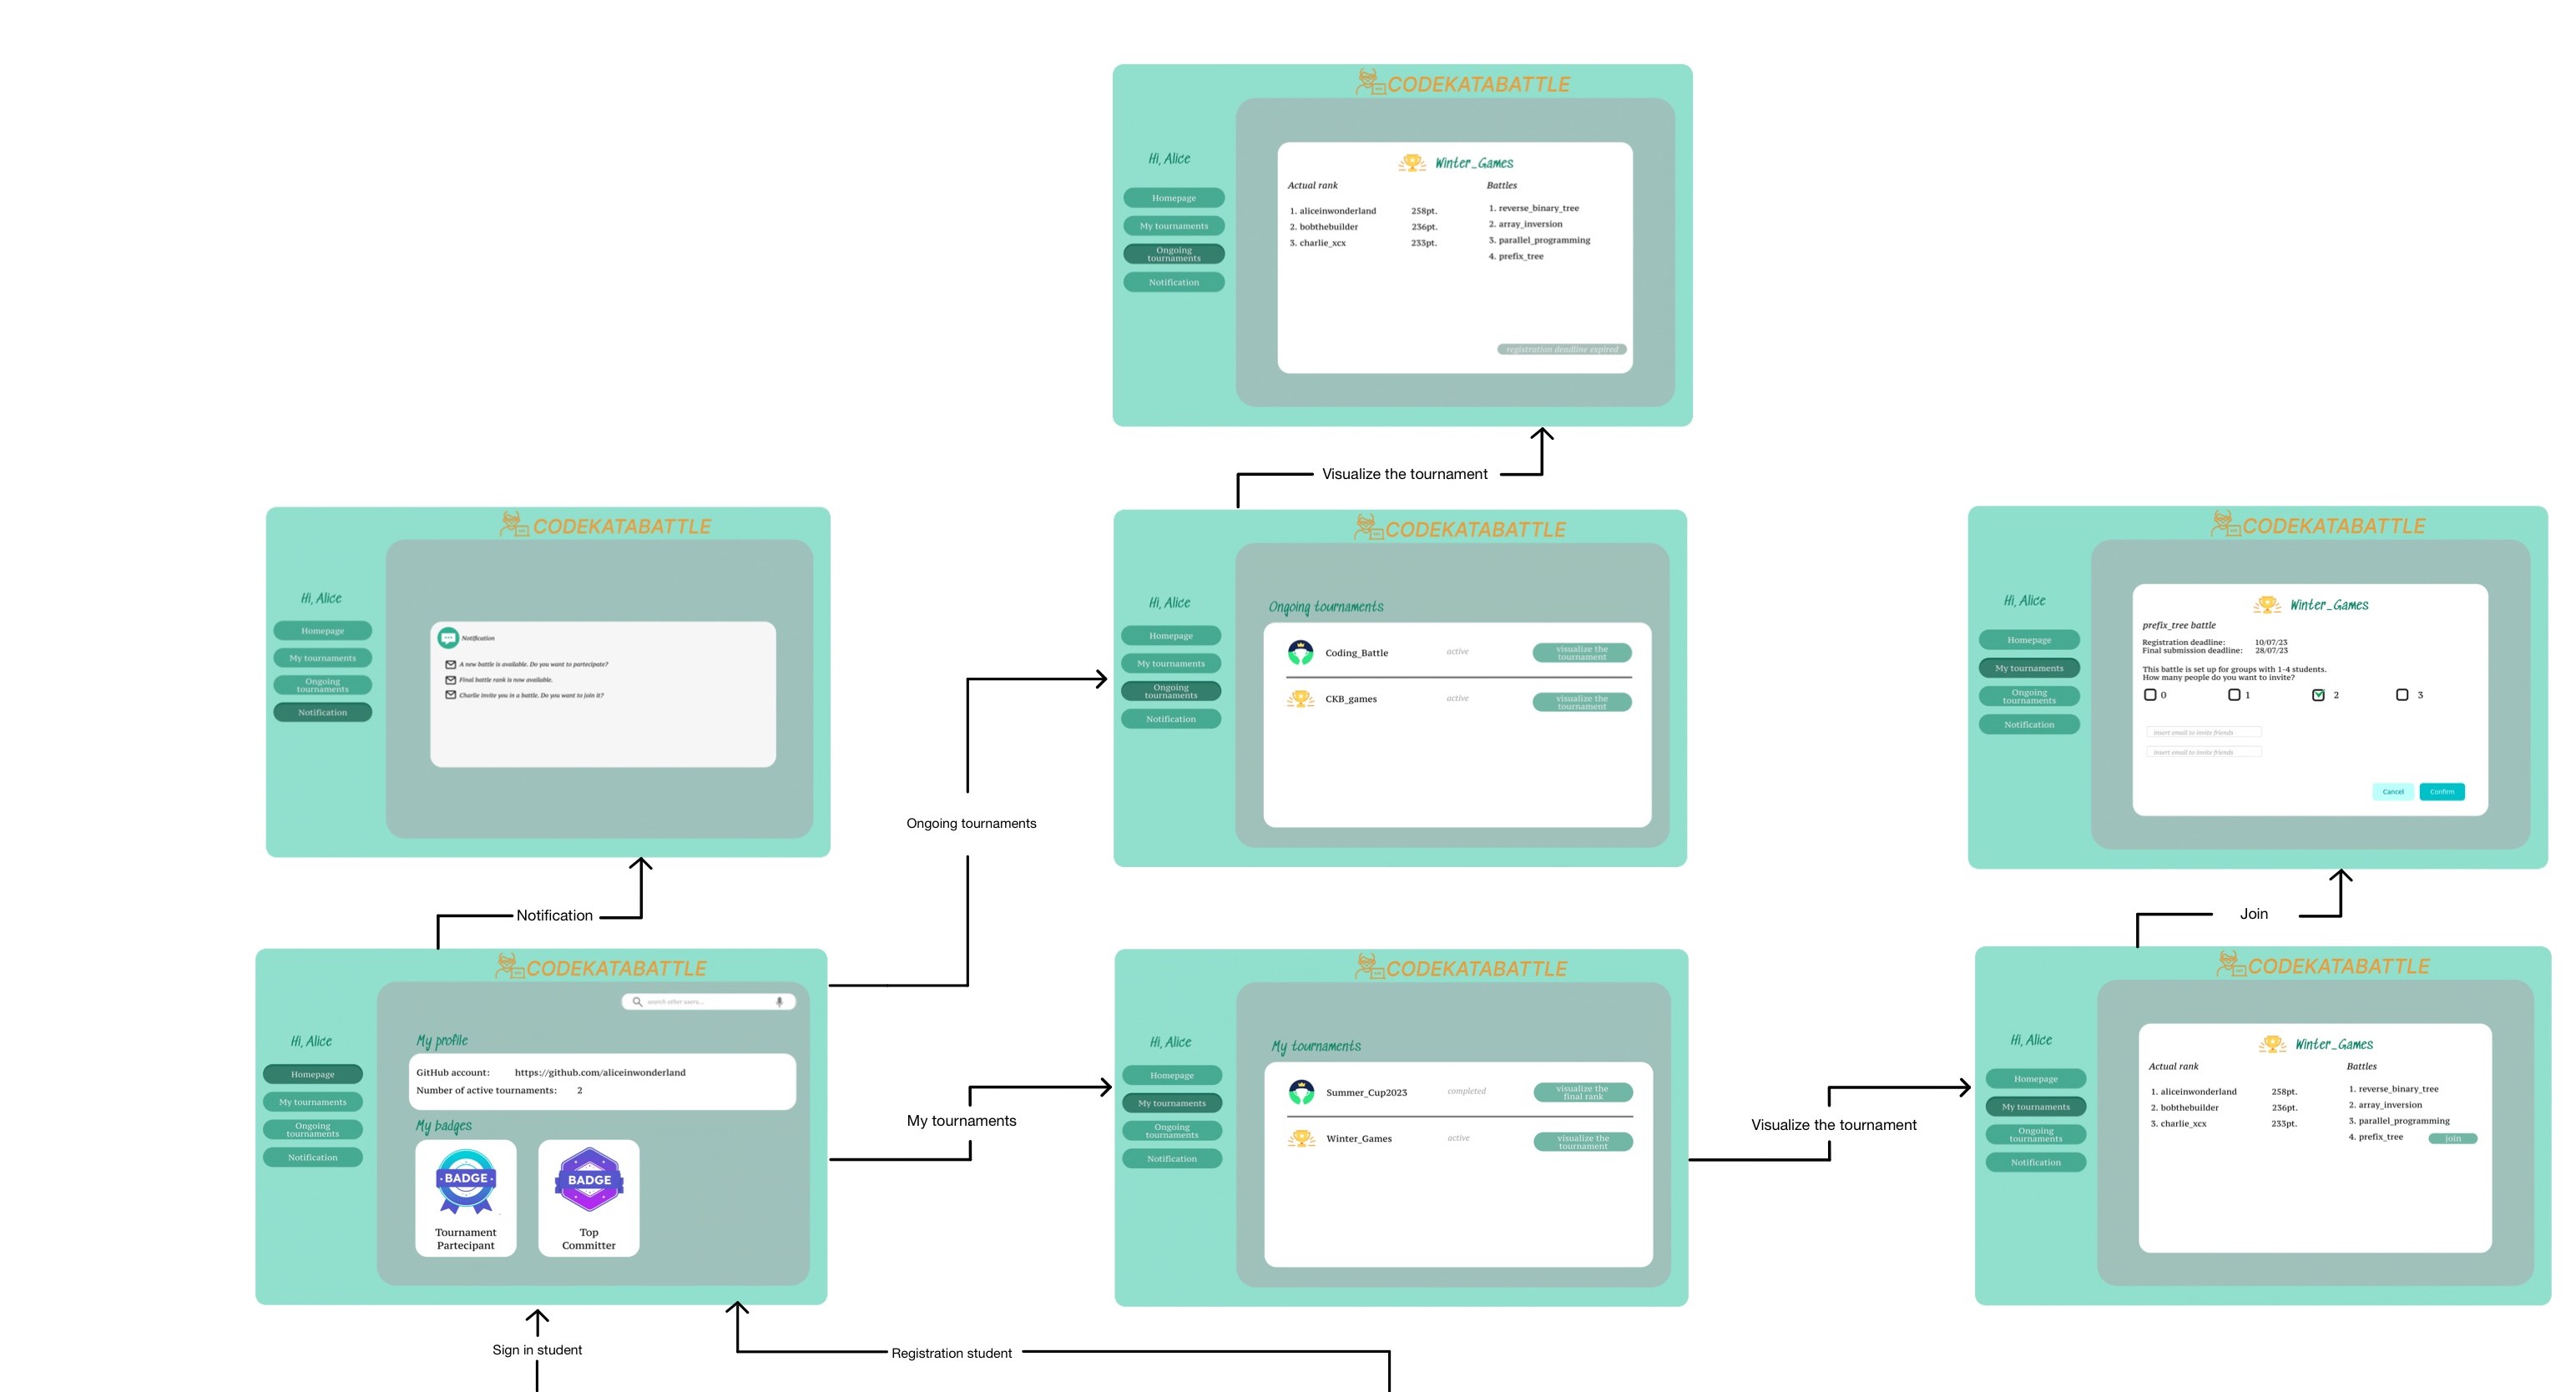 CODEKATABATTLE
Hi, Alice
Homepage
My tournaments
Ongoing
tournaments
Notification
Winter_Games
Actual rank
1. aliceinwonderland 258pt.
2. bobthebuilder 236pt.
3. charlie_xcx 233pt.
Battles
1. reverse_binary_tree
2. array_inversion
3. parallel_programming
4. prefix_tree
registration deadline expired
Visualize the tournament
CODEKATABATTLE
Hi, Alice
Homepage
My tournaments
Ongoing
tournaments
Notification
Notification
A new battle is available. Do you want to partecipate?
Final battle rank is now available.
Charlie invite you in a battle. Do you want to join it?
CODEKATABATTLE
Hi, Alice
Homepage
My tournaments
Ongoing
tournaments
Notification
Ongoing tournaments
Coding_Battle active visualize the
tournament
CKB_games active visualize the
tournament
CODEKATABATTLE
Hi, Alice
Homepage
My tournaments
Ongoing
tournaments
Notification
Winter_Games
prefix_tree battle
Registration deadline: 10/07/23
Final submission deadline: 28/07/23
This battle is set up for groups with 1-4 students.
How many people do you want to invite?
0 1 2 3
insert email to invite friends
insert email to invite friends
Cancel Confirm
Ongoing tournaments
Notification
Join
CODEKATABATTLE
search other users...
Hi, Alice
Homepage
My tournaments
Ongoing
tournaments
Notification
My profile
GitHub account: https://github.com/aliceinwonderland
Number of active tournaments: 2
My badges
BADGE
Tournament
Partecipant
BADGE
Top
Committer
My tournaments
CODEKATABATTLE
Hi, Alice
Homepage
My tournaments
Ongoing
tournaments
Notification
My tournaments
Summer_Cup2023 completed visualize the
final rank
Winter_Games active visualize the
tournament
Visualize the tournament
CODEKATABATTLE
Hi, Alice
Homepage
My tournaments
Ongoing
tournaments
Notification
Winter_Games
Actual rank
1. aliceinwonderland 258pt.
2. bobthebuilder 236pt.
3. charlie_xcx 233pt.
Battles
1. reverse_binary_tree
2. array_inversion
3. parallel_programming
4. prefix_tree join
Sign in student
Registration student